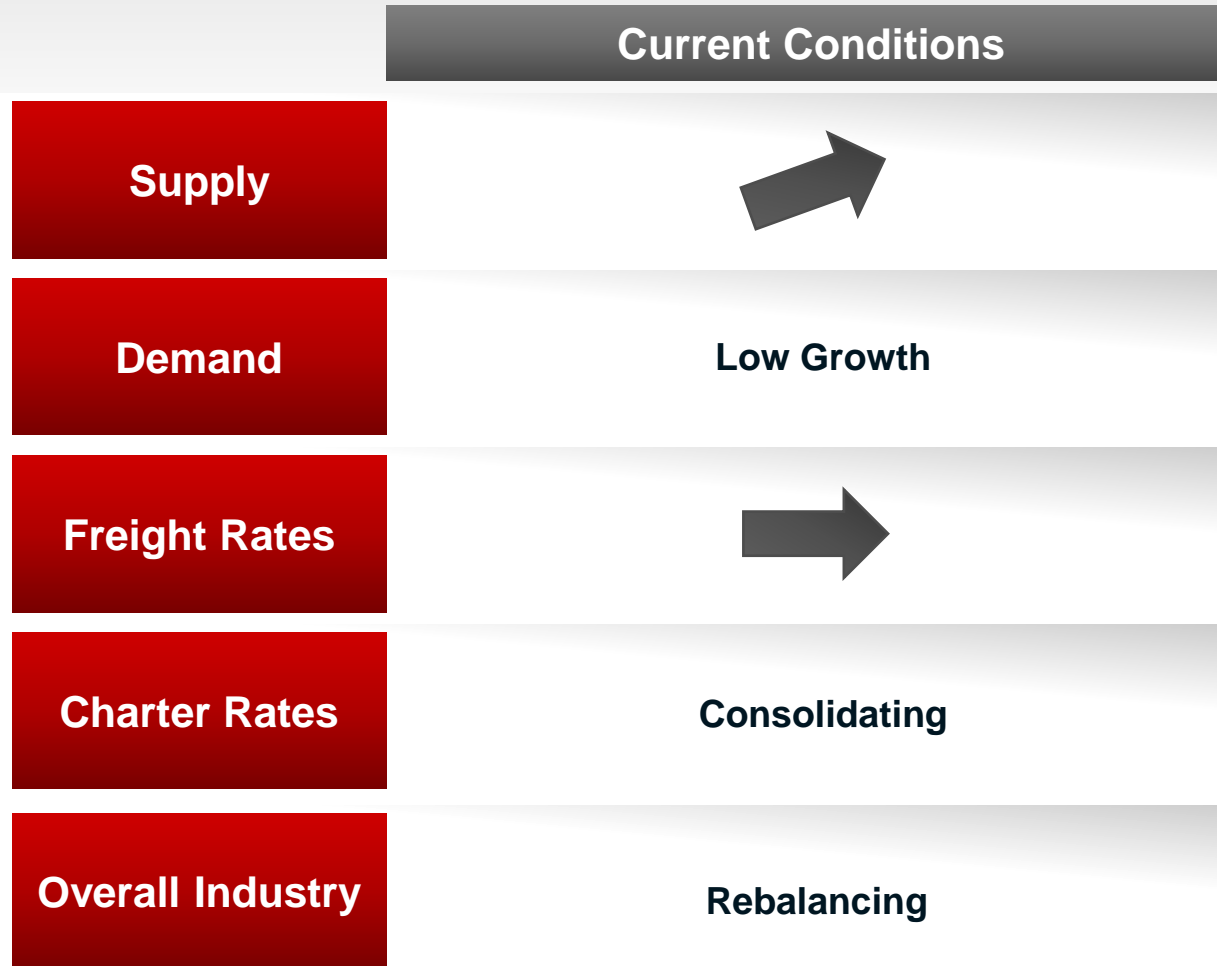 Current Conditions
Supply
Demand
Low Growth
Freight Rates
Charter Rates
Consolidating
Overall Industry
Rebalancing